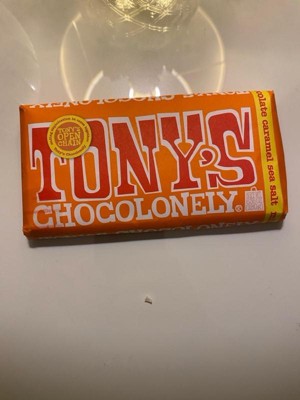 TONY'S
OPEN
CHAIN
TONY'S
CHOCOLONELY®
olate caramel sea salt